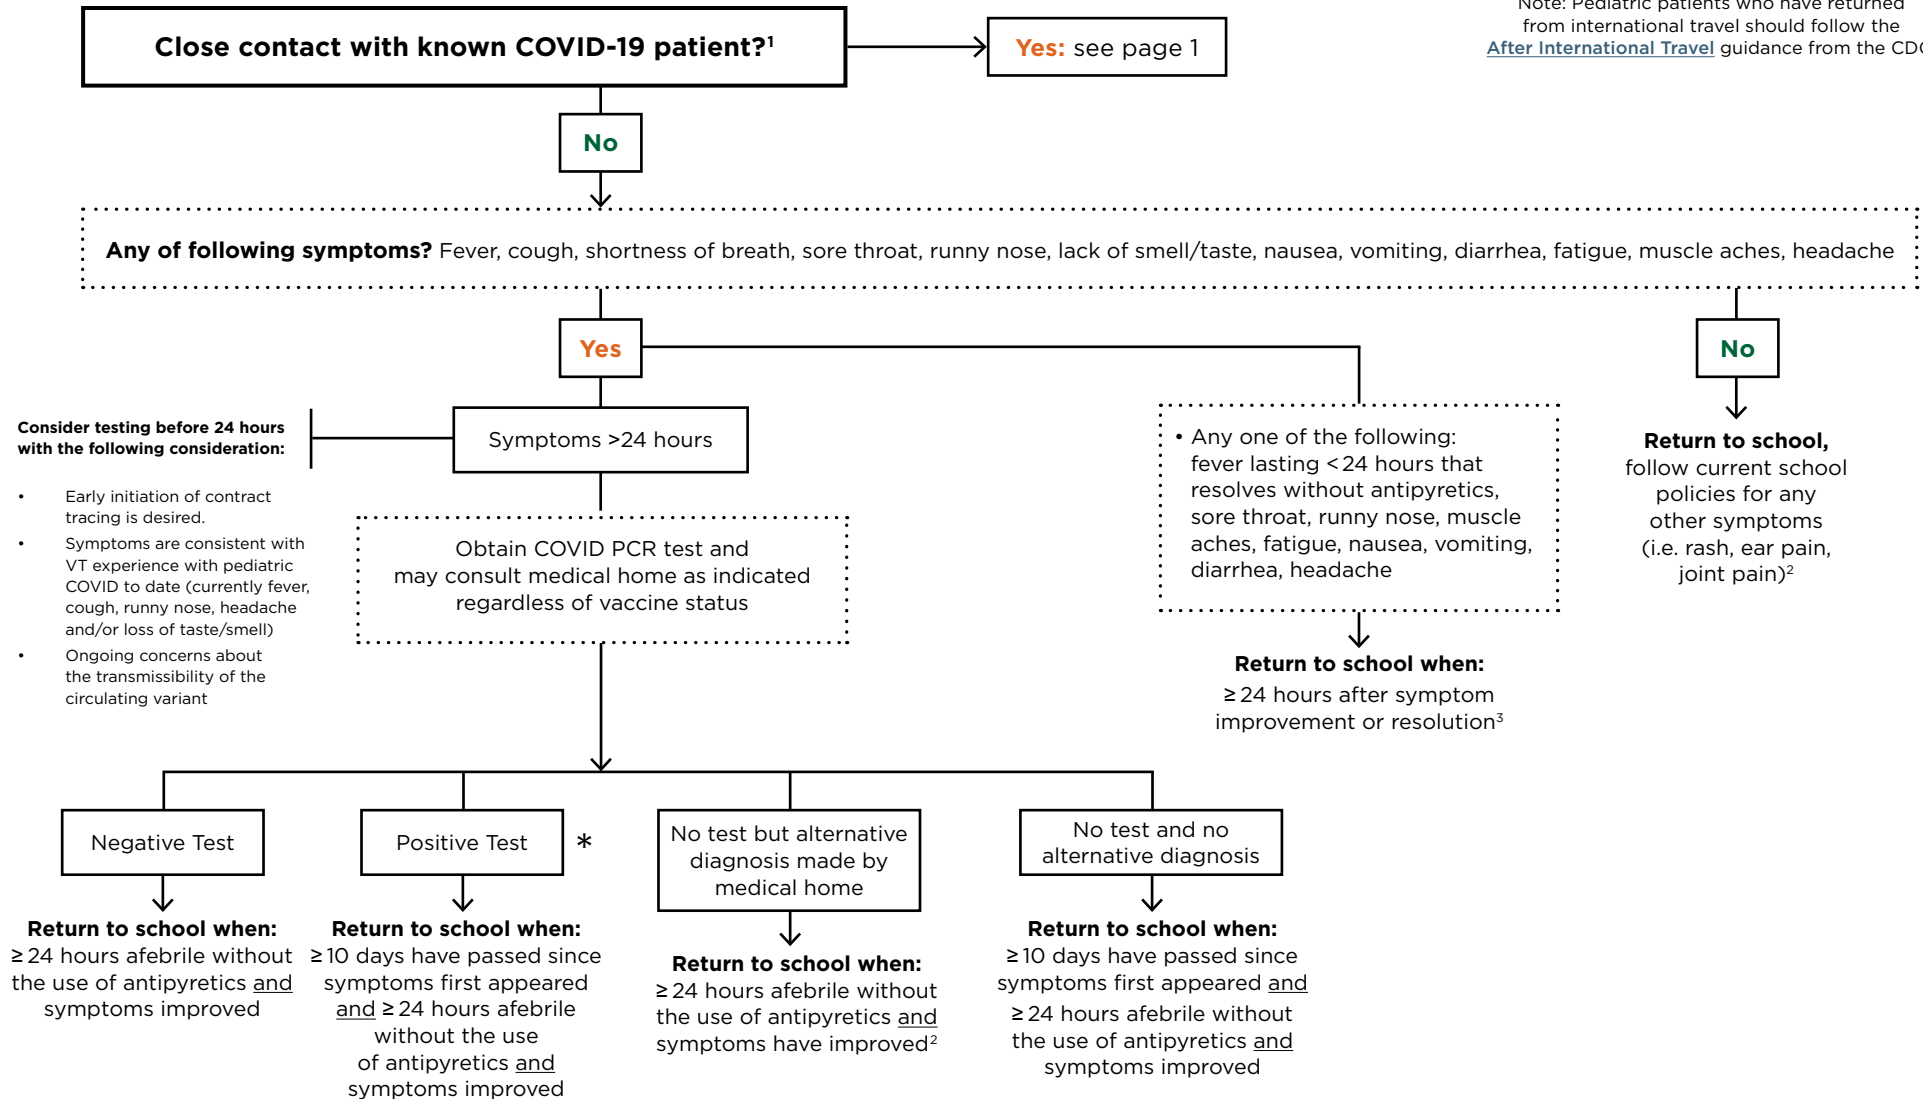 Note: Pediatric patients who have returned
from international travel should follow the
After International Travel guidance from the CDC
Close contact with known COVID-19 patient?1
Yes: see page 1
No
Any of following symptoms? Fever, cough, shortness of breath, sore throat, runny nose, lack of smell/taste, nausea, vomiting, diarrhea, fatigue, muscle aches, headache
Yes
No
Consider testing before 24 hours
with the following consideration:
• Early initiation of contract
tracing is desired.
• Symptoms are consistent with
VT experience with pediatric
COVID to date (currently fever,
cough, runny nose, headache
and/or loss of taste/smell)
• Ongoing concerns about
the transmissibility of the
circulating variant
Symptoms >24 hours
Obtain COVID PCR test and
may consult medical home as indicated
regardless of vaccine status
• Any one of the following:
fever lasting <24 hours that
resolves without antipyretics,
sore throat, runny nose, muscle
aches, fatigue, nausea, vomiting,
diarrhea, headache
Return to school when:
≥ 24 hours after symptom
improvement or resolution3
Return to school,
follow current school
policies for any
other symptoms
(i.e. rash, ear pain,
joint pain)2
Negative Test
Return to school when:
≥ 24 hours afebrile without
the use of antipyretics and
symptoms improved
Positive Test *
Return to school when:
≥ 10 days have passed since
symptoms first appeared
and ≥ 24 hours afebrile
without the use
of antipyretics and
symptoms improved
No test but alternative
diagnosis made by
medical home
Return to school when:
≥ 24 hours afebrile without
the use of antipyretics and
symptoms have improved2
No test and no
alternative diagnosis
Return to school when:
≥ 10 days have passed since
symptoms first appeared and
≥ 24 hours afebrile without
the use of antipyretics and
symptoms improved